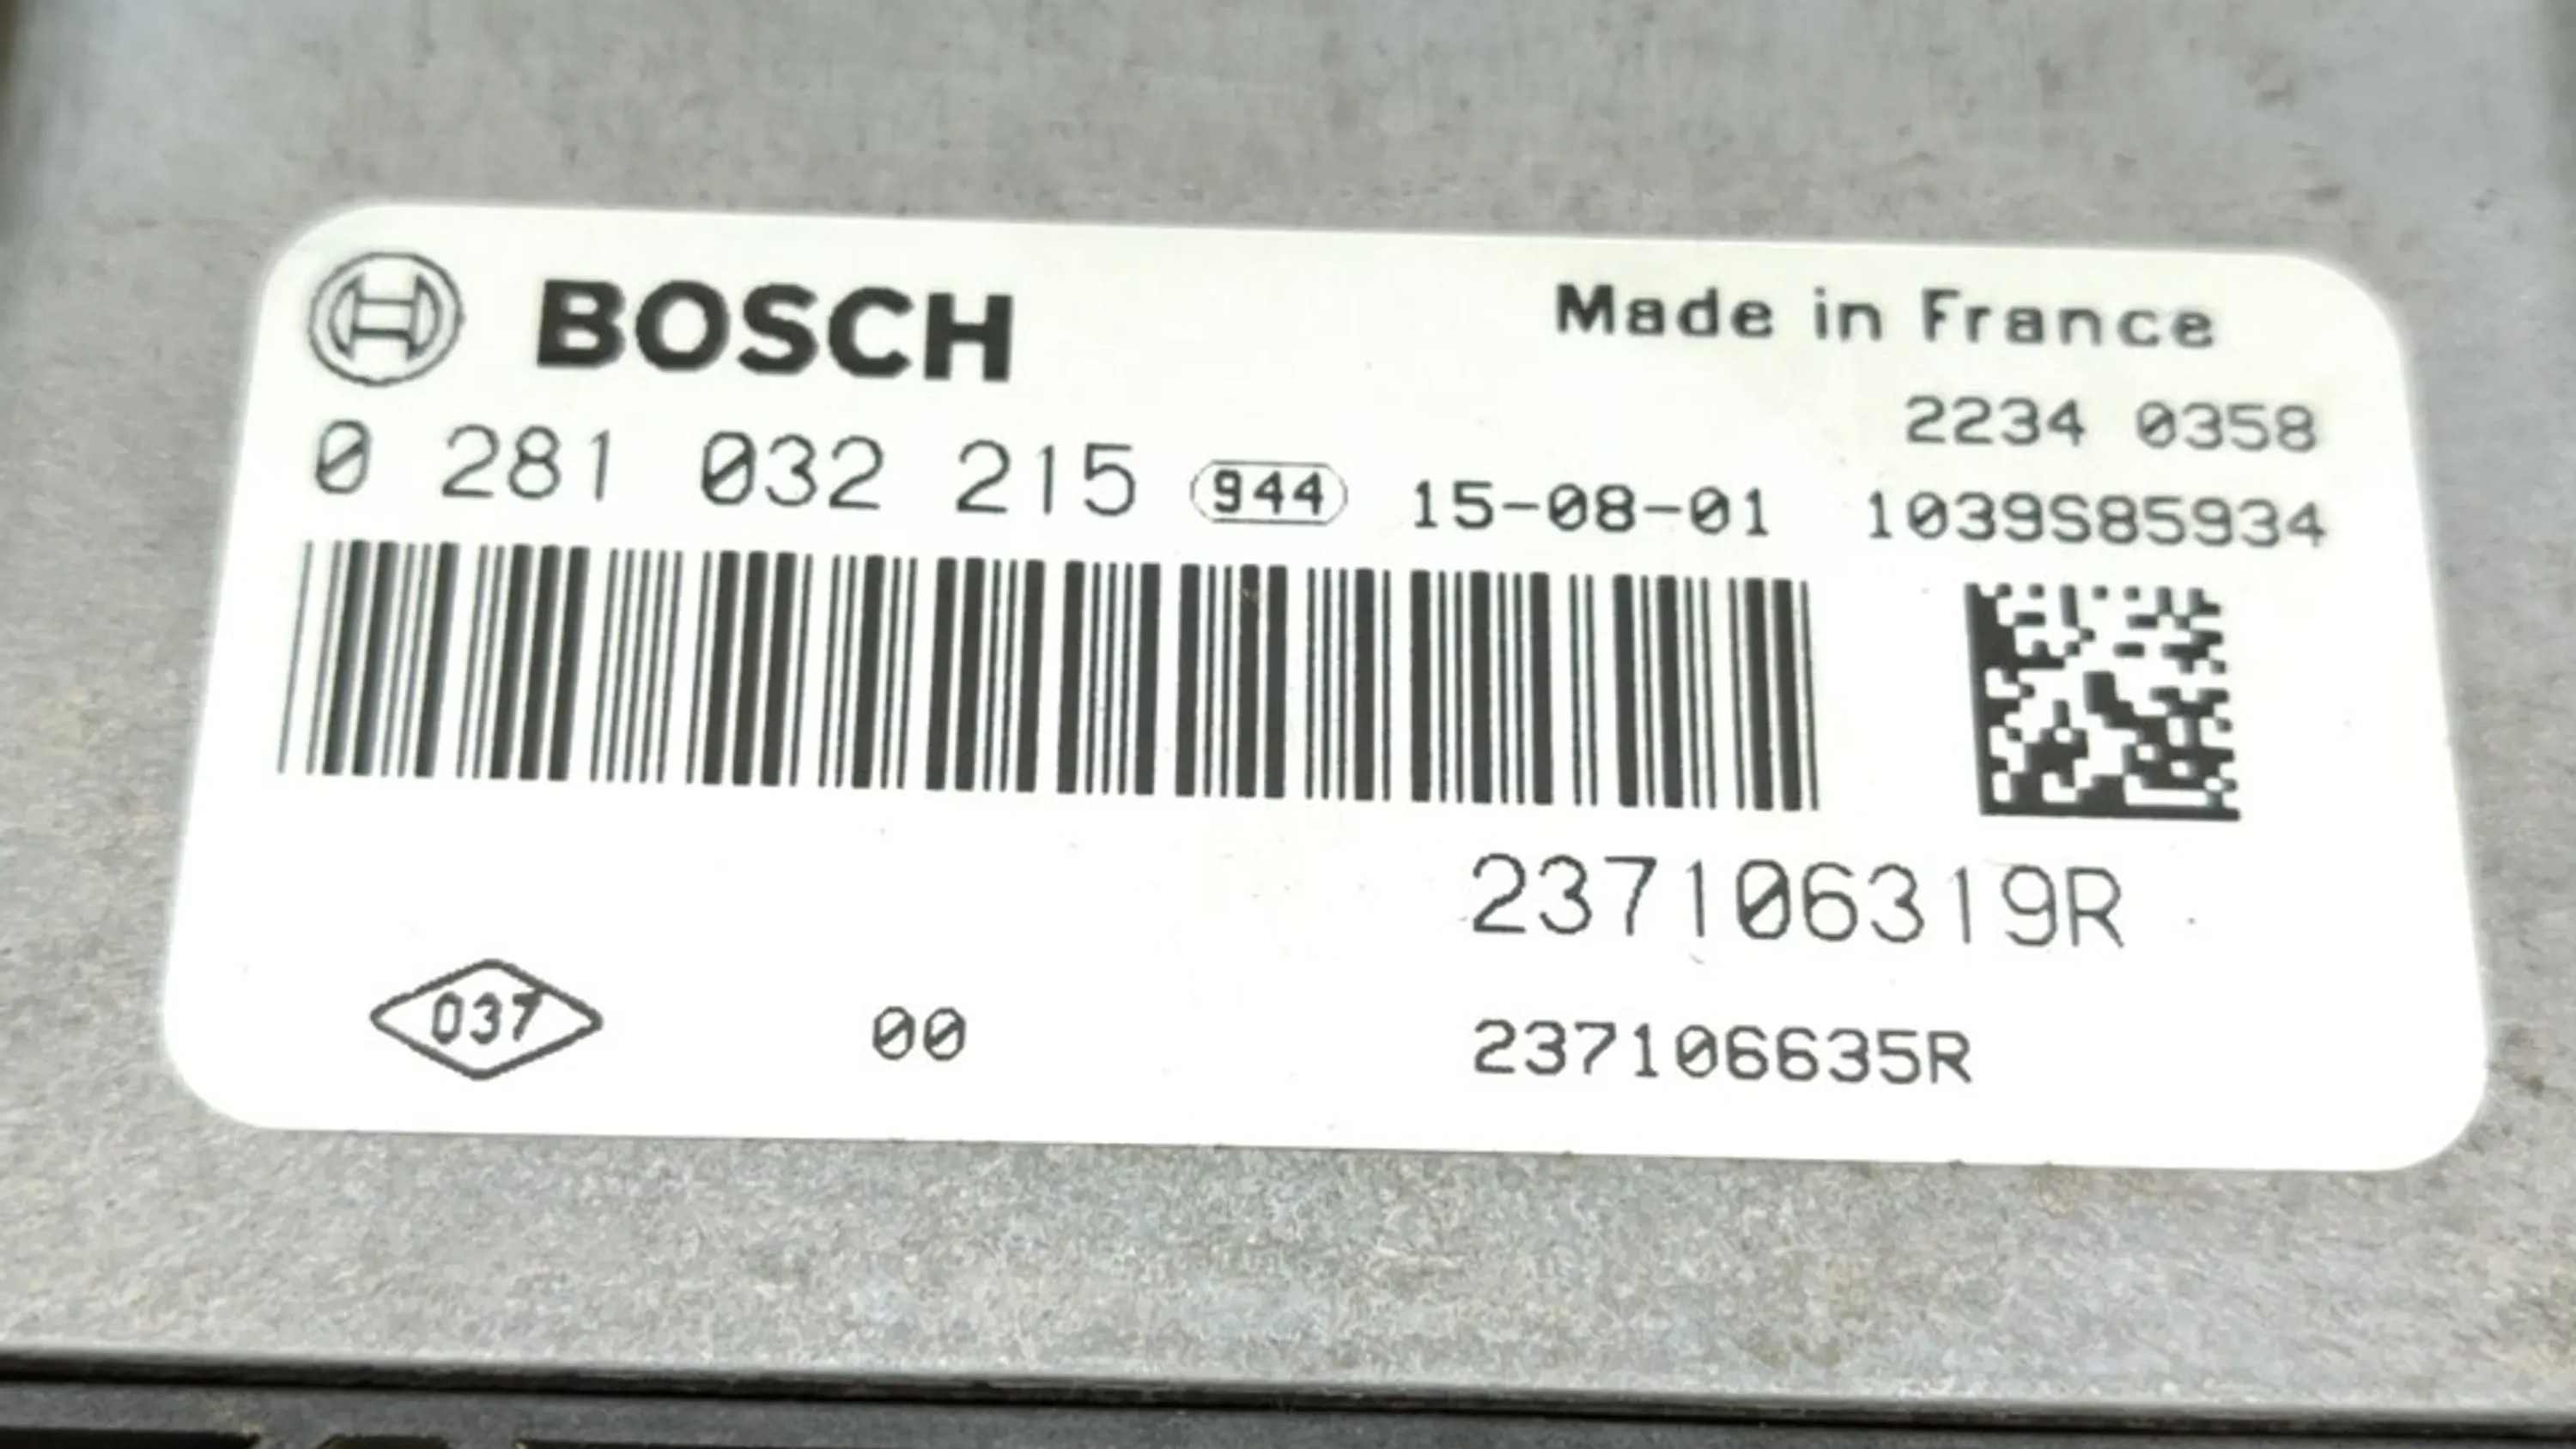 BOSCH
Made in France
2234 0358
0 281 032 215 944 15-08-01 1039S85934
237106319R
037 00 237106635R